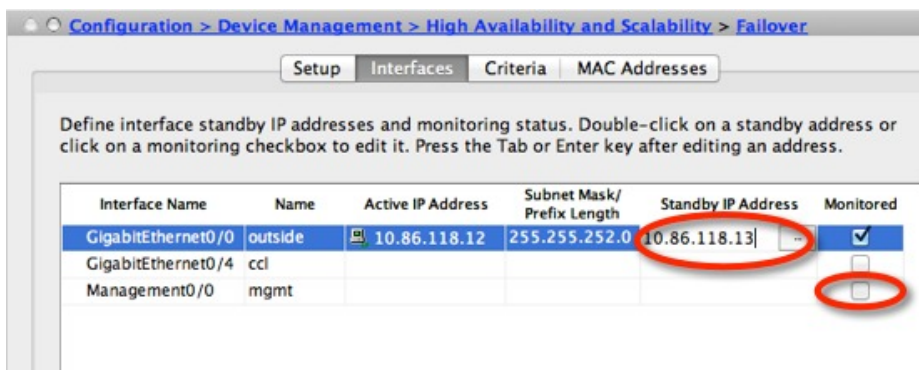 Configuration > Device Management > High Availability and Scalability > Failover
Setup Interfaces Criteria MAC Addresses
Define interface standby IP addresses and monitoring status. Double-click on a standby address or
click on a monitoring checkbox to edit it. Press the Tab or Enter key after editing an address.
Interface Name Name Active IP Address Subnet Mask/ Prefix Length Standby IP Address Monitored
GigabitEthernet0/0 outside 10.86.118.12 255.255.252.0 10.86.118.13 ...
GigabitEthernet0/4 ccl
Management0/0 mgmt